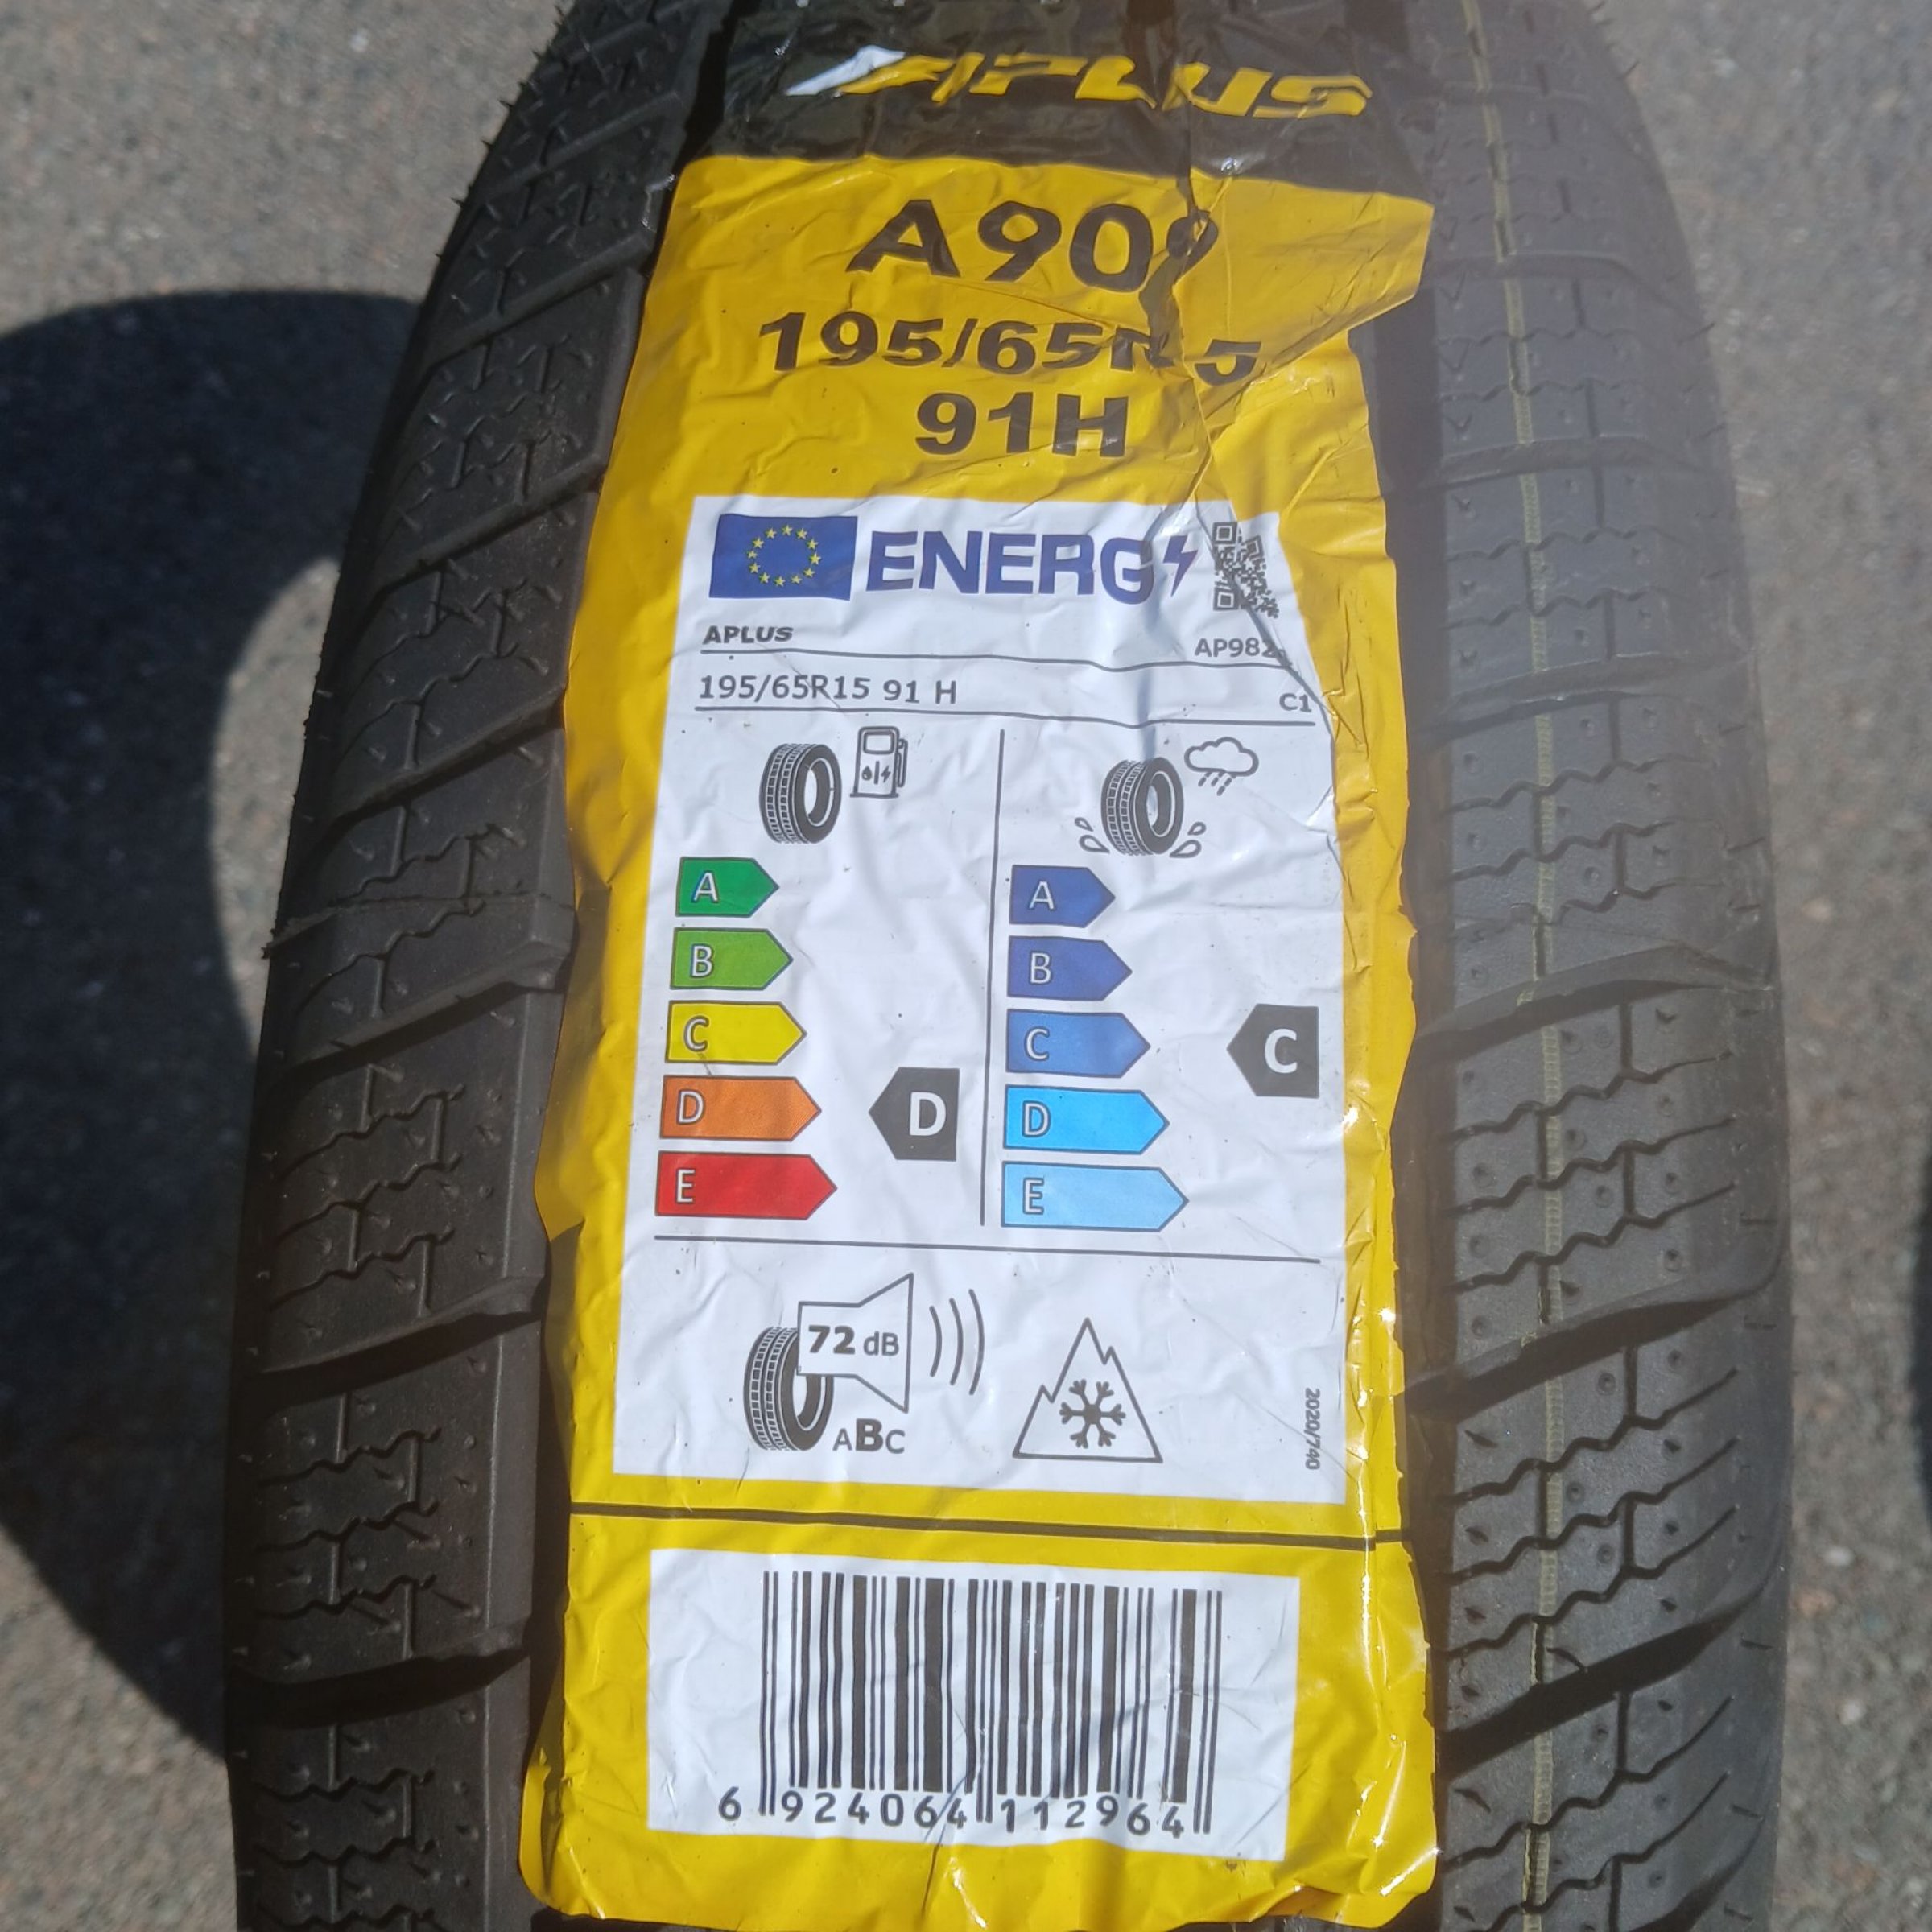 APLUS
A909
195/65R15
91H
ENERG
APLUS
195/65R15 91 H
C1
A
B
C
D
E
D
A
B
C
D
E
C
72 dB
ABC
2020/740
6 924064 112964